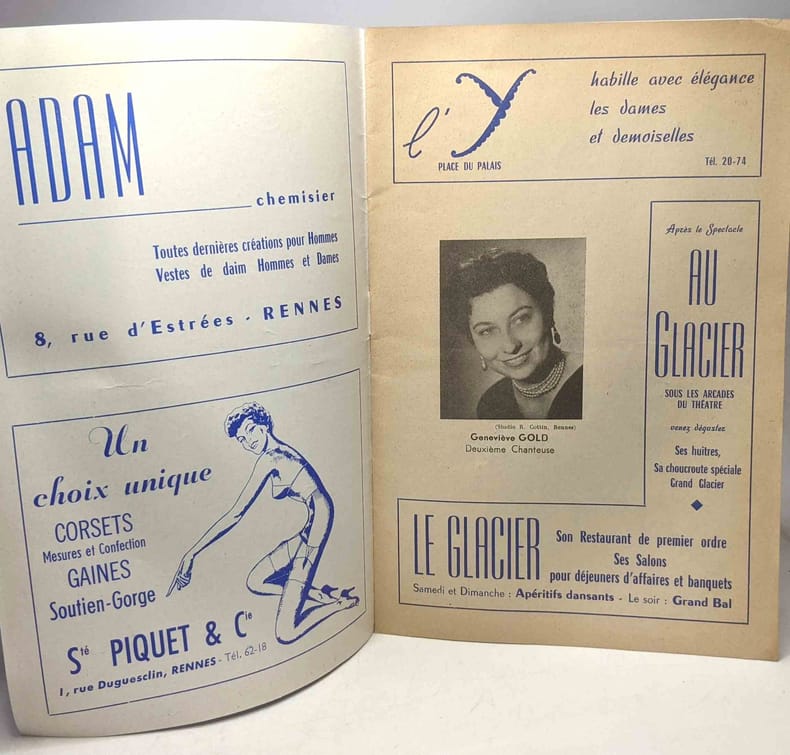 ADAM
chemisier
Toutes dernières créations pour Hommes
Vestes de daim Hommes et Dames
8, rue d'Estrées - RENNES
Un
choix unique
CORSETS
Mesures et Confection
GAINES
Soutien-Gorge
Sté PIQUET & Cie
1, rue Duguesclin, RENNES - Tél. 62-18
l'Y
PLACE DU PALAIS
habille avec élégance
les dames
et demoiselles
Tél. 20-74
(Studio R. Cottin, Rennes)
Geneviève GOLD
Deuxième Chanteuse
Après le Spectacle
AU
GLACIER
SOUS LES ARCADES
DU THÉATRE
venez déguster
Ses huîtres,
Sa choucroute spéciale
Grand Glacier
LE GLACIER
Son Restaurant de premier ordre
Ses Salons
pour déjeuners d'affaires et banquets
Samedi et Dimanche : Apéritifs dansants - Le soir : Grand Bal